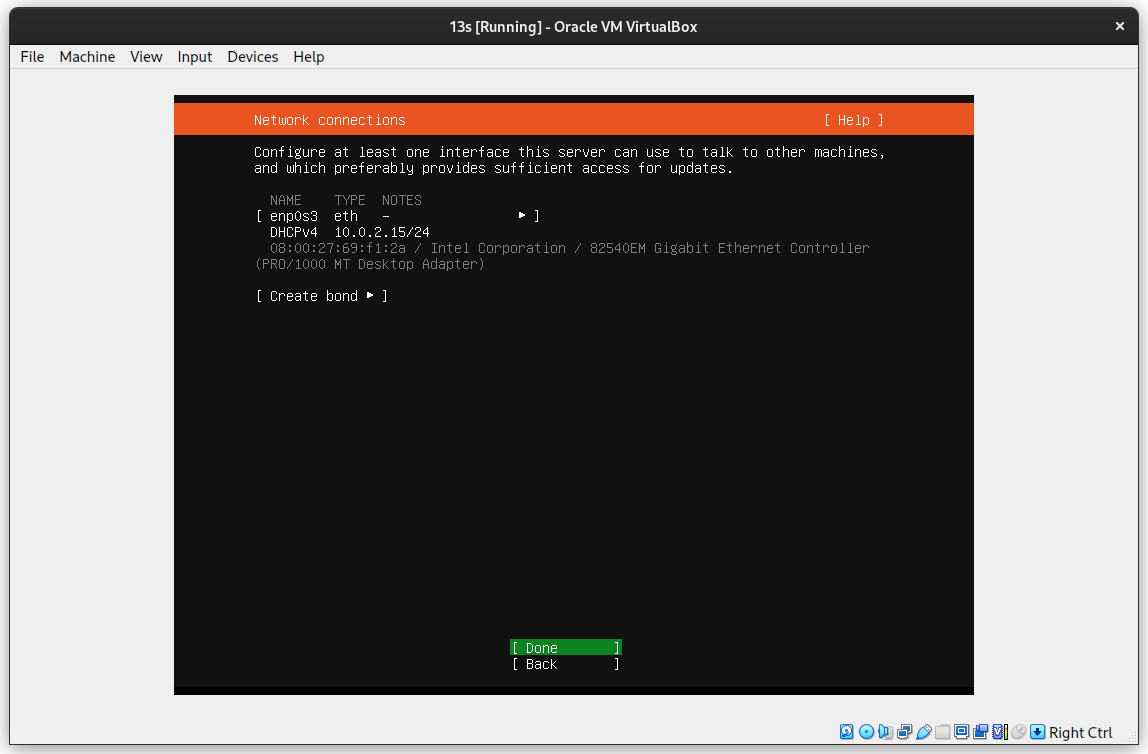 13s [Running] - Oracle VM VirtualBox
File Machine View Input Devices Help
Network connections [ Help ]
Configure at least one interface this server can use to talk to other machines,
and which preferably provides sufficient access for updates.
NAME TYPE NOTES
[ enp0s3 eth – ▸ ]
DHCPv4 10.0.2.15/24
08:00:27:69:f1:2a / Intel Corporation / 82540EM Gigabit Ethernet Controller
(PRO/1000 MT Desktop Adapter)
[ Create bond ▸ ]
[ Done ]
[ Back ]
Right Ctrl